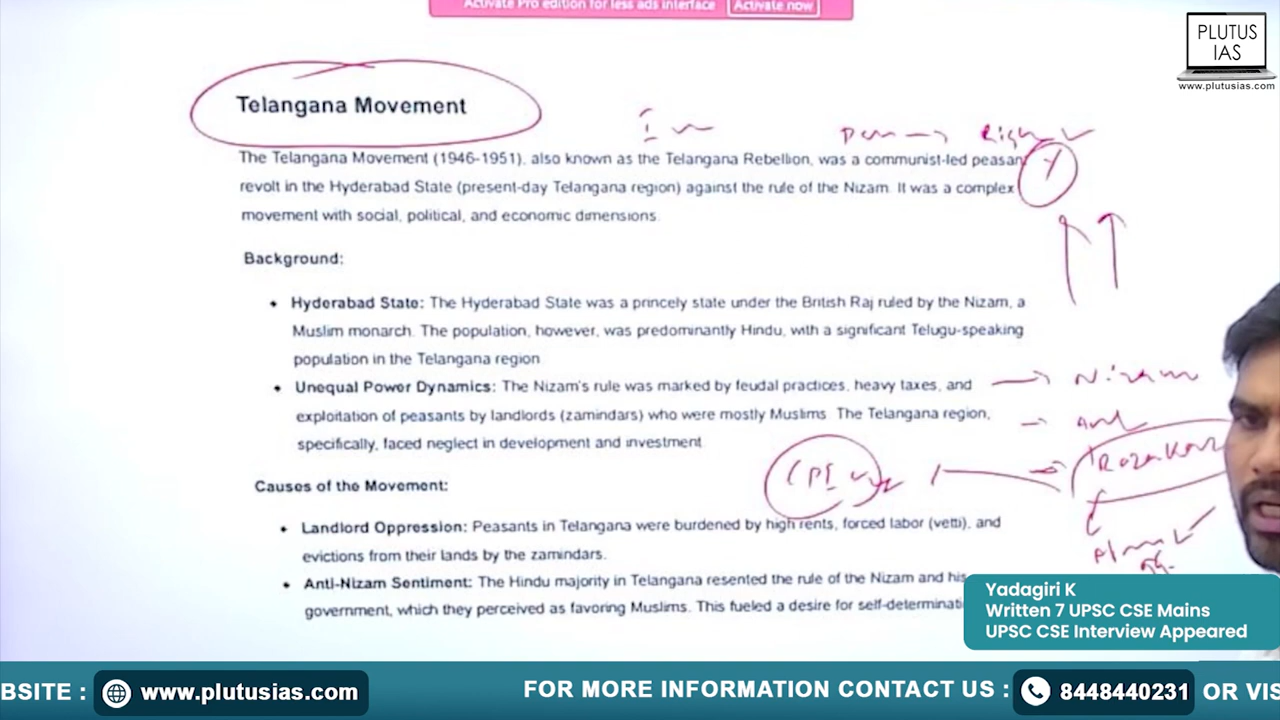 Activate Pro edition for less ads interface Activate now
PLUTUS
IAS
www.plutusias.com
Telangana Movement
The Telangana Movement (1946-1951), also known as the Telangana Rebellion, was a communist-led peasan
revolt in the Hyderabad State (present-day Telangana region) against the rule of the Nizam. It was a complex
movement with social, political, and economic dimensions.
Background:
• Hyderabad State: The Hyderabad State was a princely state under the British Raj ruled by the Nizam, a
Muslim monarch. The population, however, was predominantly Hindu, with a significant Telugu-speaking
population in the Telangana region
• Unequal Power Dynamics: The Nizam's rule was marked by feudal practices, heavy taxes, and
exploitation of peasants by landlords (zamindars) who were mostly Muslims. The Telangana region,
specifically, faced neglect in development and investment
Nizam
CPI
Razakar
Causes of the Movement:
• Landlord Oppression: Peasants in Telangana were burdened by high rents, forced labor (vetti), and
evictions from their lands by the zamindars.
• Anti-Nizam Sentiment: The Hindu majority in Telangana resented the rule of the Nizam and his
government, which they perceived as favoring Muslims. This fueled a desire for self-determinati
Yadagiri K
Written 7 UPSC CSE Mains
UPSC CSE Interview Appeared
BSITE : www.plutusias.com FOR MORE INFORMATION CONTACT US : 8448440231 OR VIS